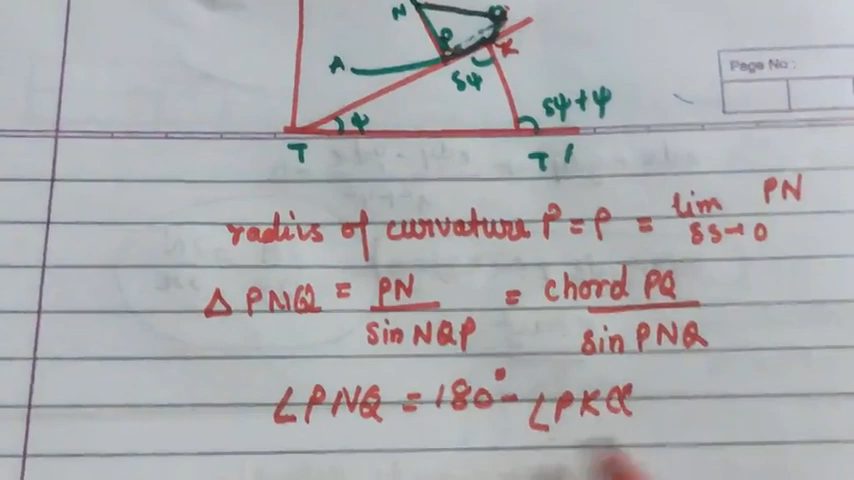 N
P
K
A
δψ
Page No :
ψ
δψ+ψ
T
T'
radius of curvature P = ρ = lim PN
δs→0
Δ PNQ = PN = chord PQ
sin NQP sin PNQ
∠PNQ = 180° - ∠PKQ